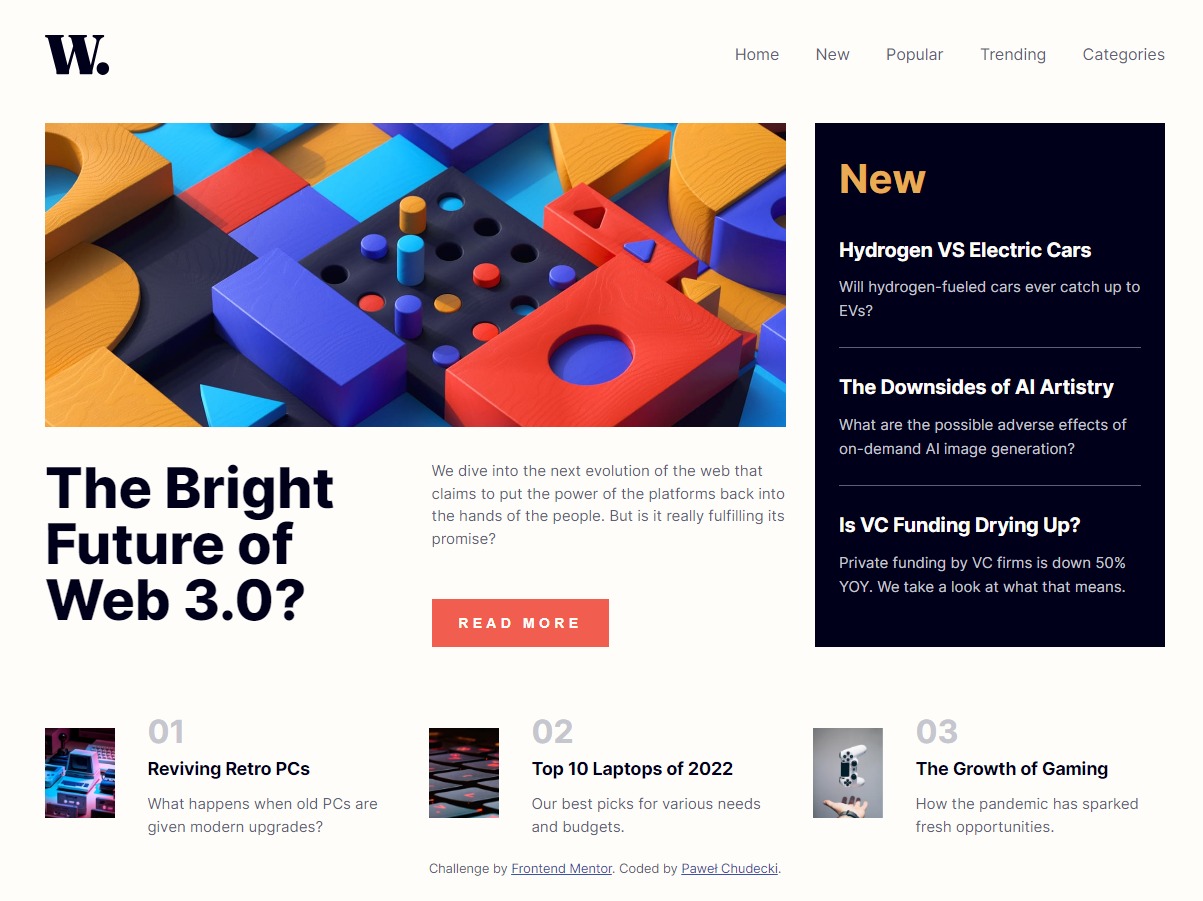 W.
Home New Popular Trending Categories
The Bright
Future of
Web 3.0?
We dive into the next evolution of the web that
claims to put the power of the platforms back into
the hands of the people. But is it really fulfilling its
promise?
READ MORE
New
Hydrogen VS Electric Cars
Will hydrogen-fueled cars ever catch up to
EVs?
The Downsides of AI Artistry
What are the possible adverse effects of
on-demand AI image generation?
Is VC Funding Drying Up?
Private funding by VC firms is down 50%
YOY. We take a look at what that means.
01
Reviving Retro PCs
What happens when old PCs are
given modern upgrades?
02
Top 10 Laptops of 2022
Our best picks for various needs
and budgets.
03
The Growth of Gaming
How the pandemic has sparked
fresh opportunities.
Challenge by Frontend Mentor. Coded by Paweł Chudecki.